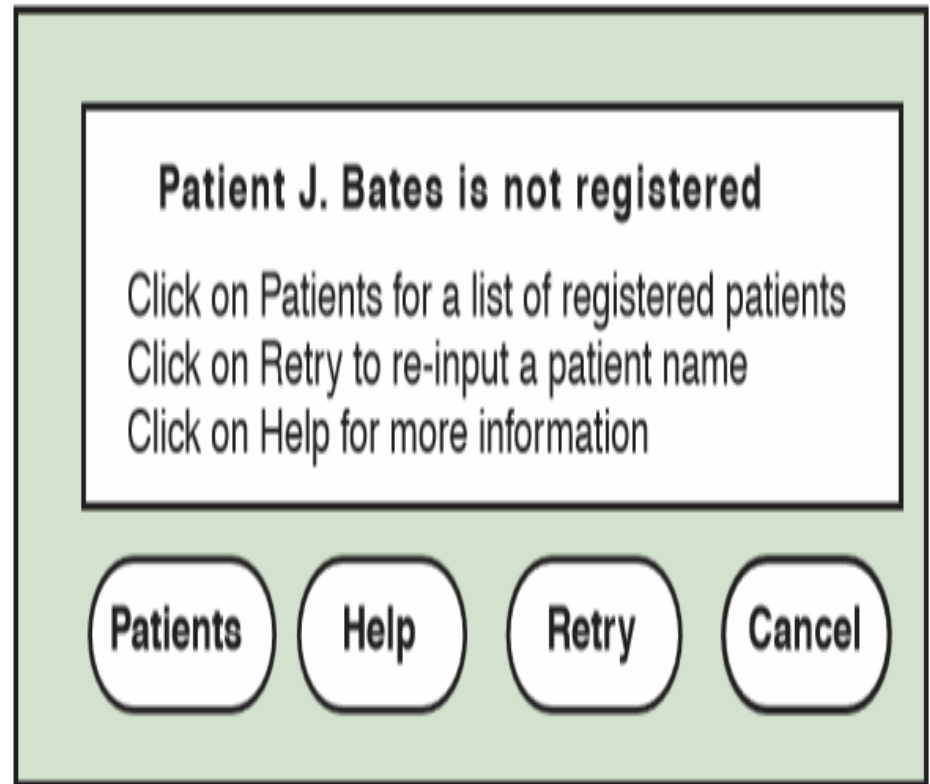 Patient J. Bates is not registered
Click on Patients for a list of registered patients
Click on Retry to re-input a patient name
Click on Help for more information
Patients Help Retry Cancel